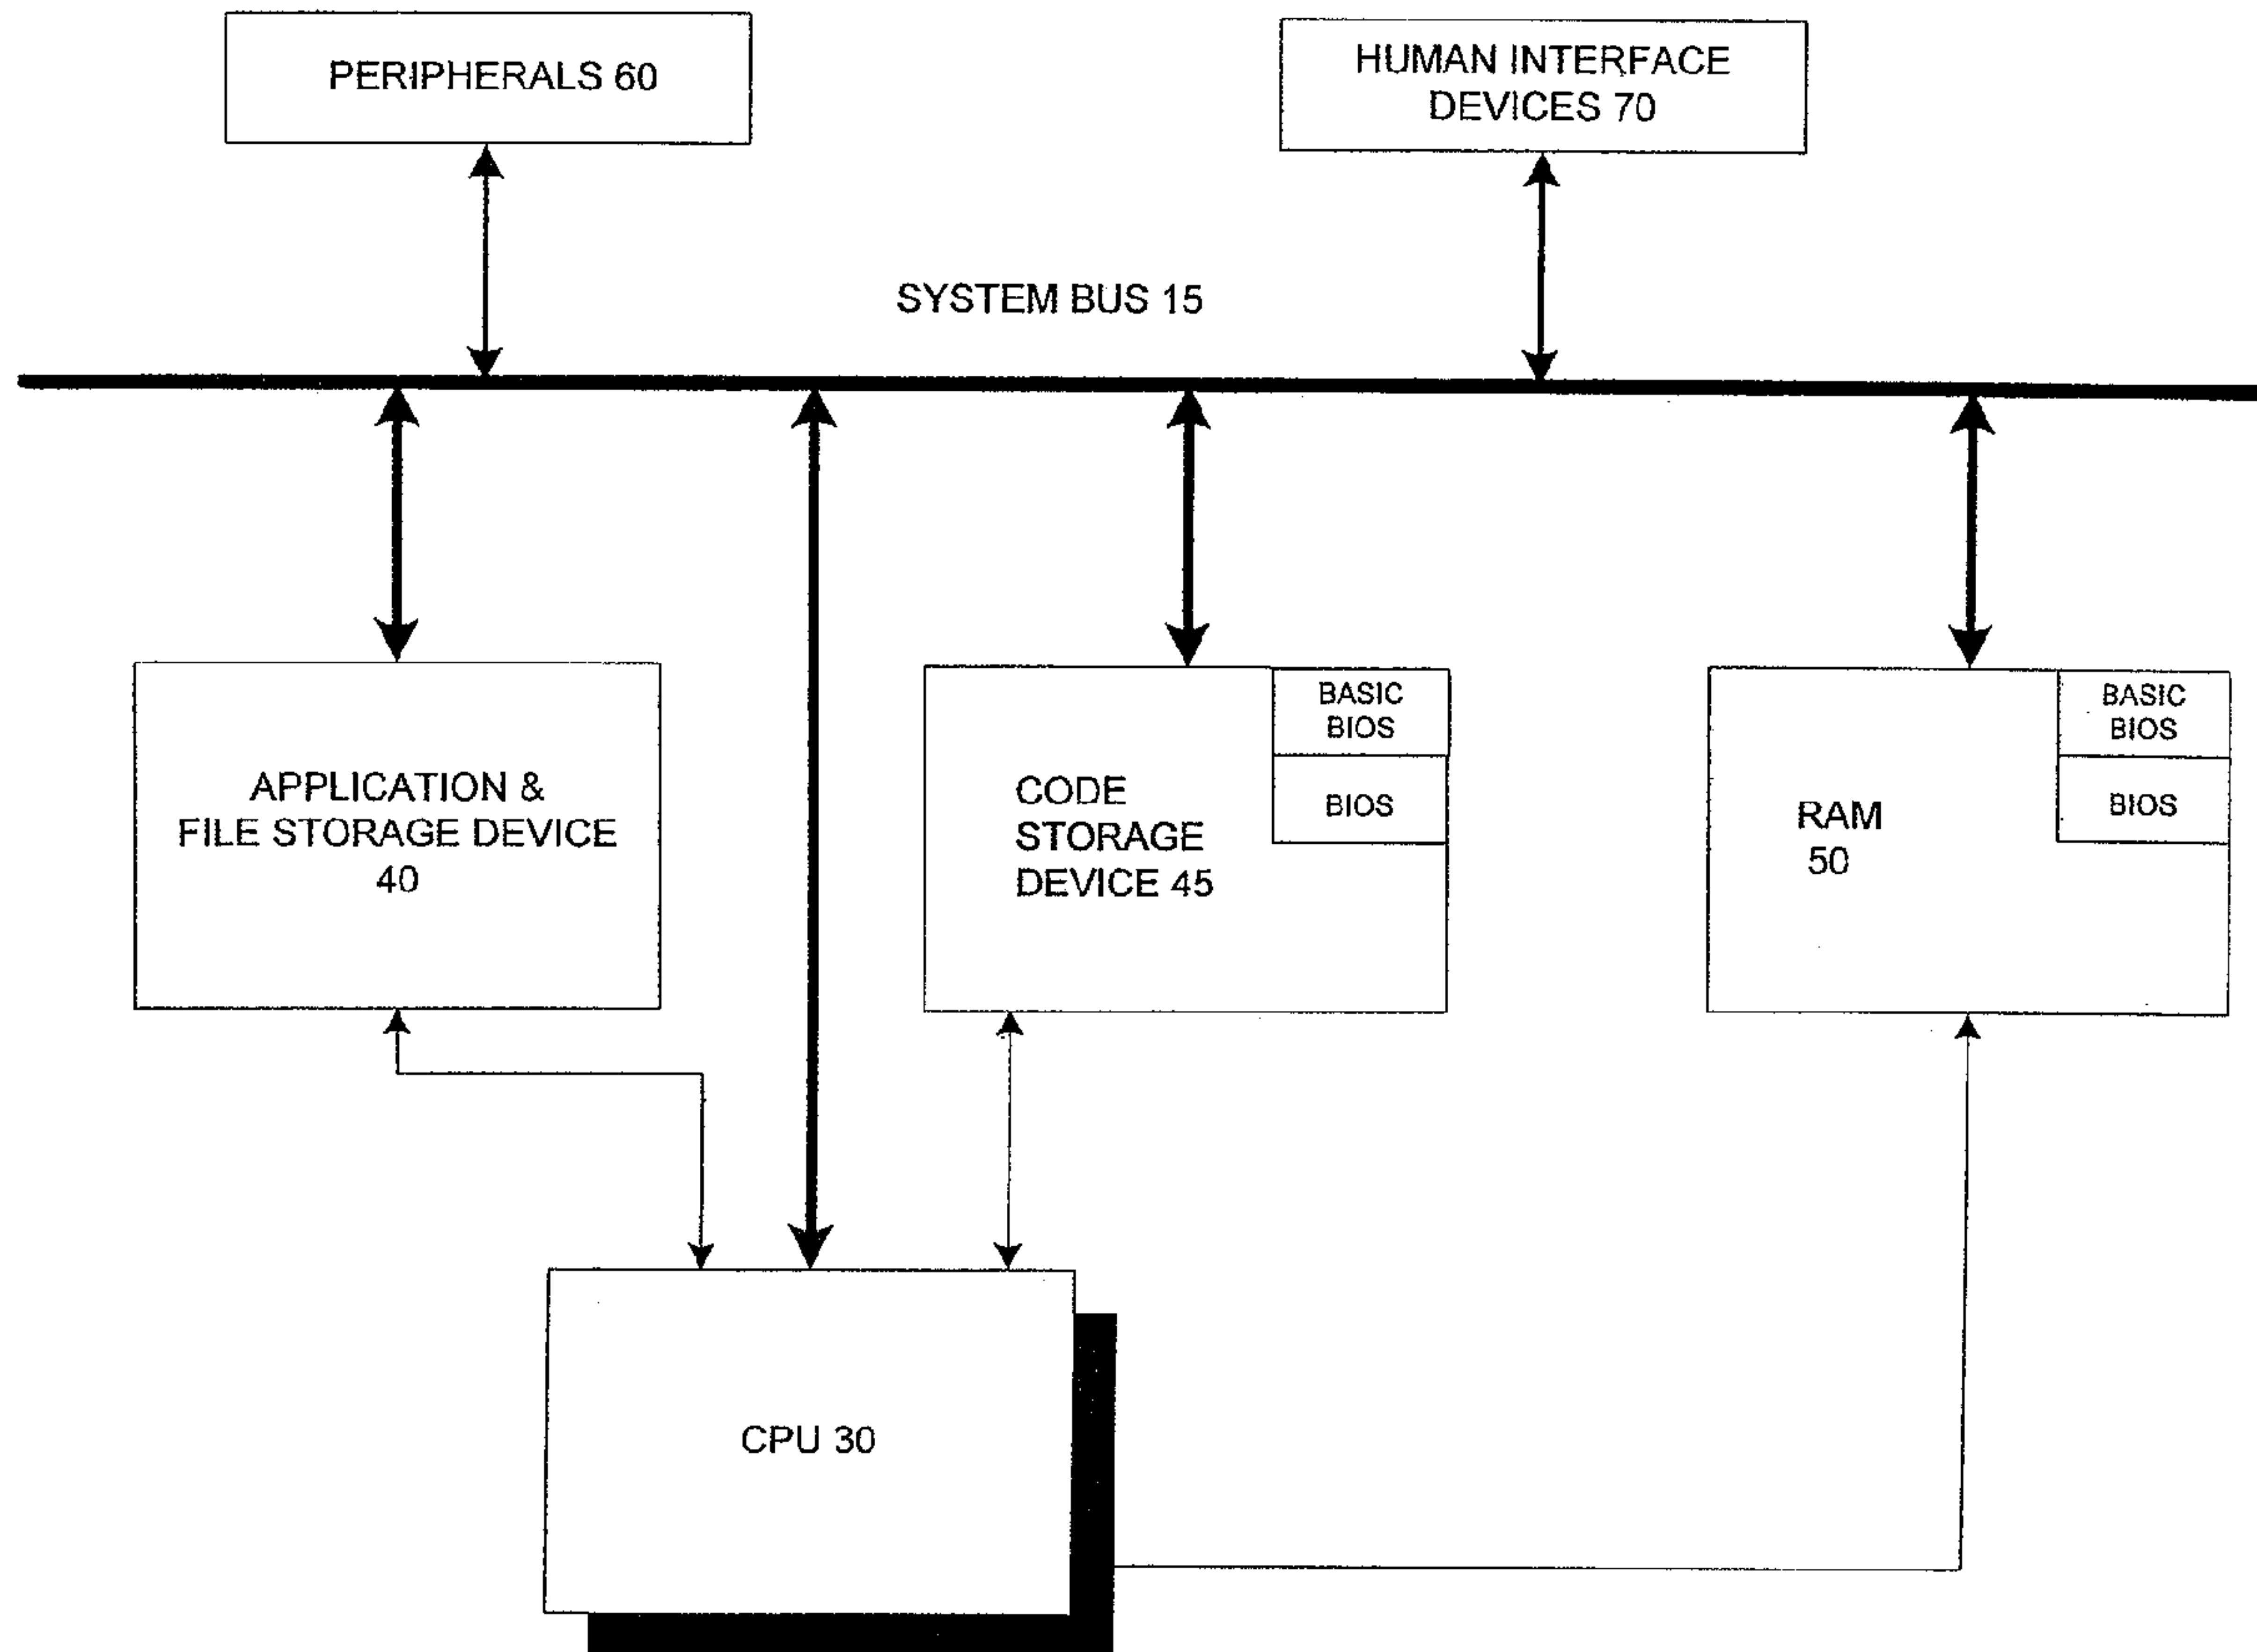 PERIPHERALS 60
HUMAN INTERFACE
DEVICES 70
SYSTEM BUS 15
APPLICATION &
FILE STORAGE DEVICE
40
CODE
STORAGE
DEVICE 45
BASIC
BIOS
BIOS
RAM
50
BASIC
BIOS
BIOS
CPU 30